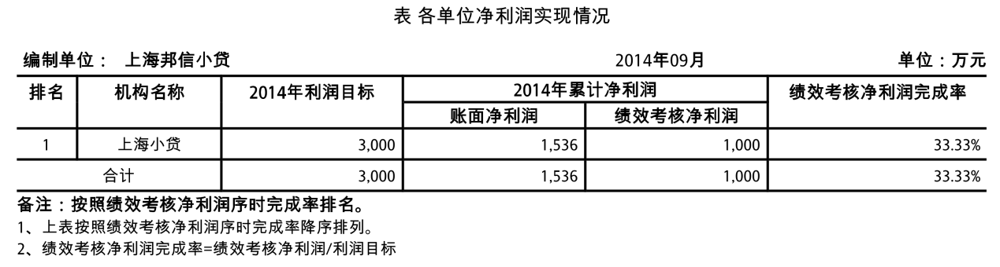 表 各单位净利润实现情况
编制单位： 上海邦信小贷 2014年09月 单位：万元
排名 机构名称 2014年利润目标 2014年累计净利润 绩效考核净利润完成率
账面净利润 绩效考核净利润
1 上海小贷 3,000 1,536 1,000 33.33%
合计 3,000 1,536 1,000 33.33%
备注：按照绩效考核净利润序时完成率排名。
1、上表按照绩效考核净利润序时完成率降序排列。
2、绩效考核净利润完成率=绩效考核净利润/利润目标